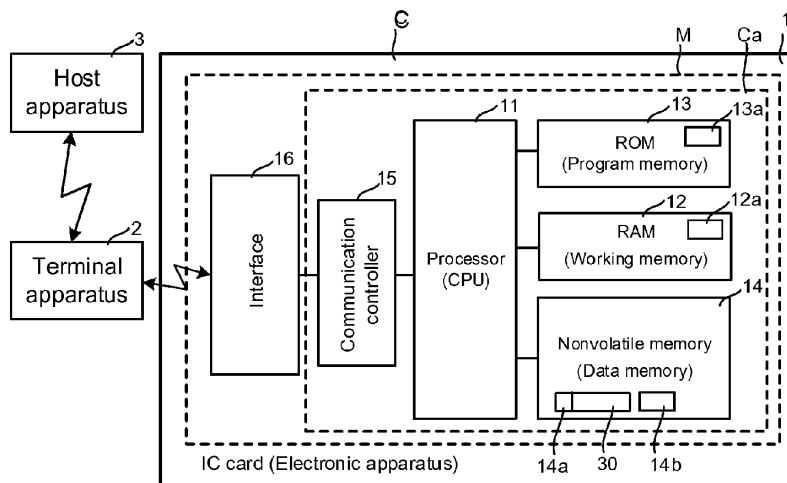 C
M
Ca
1
3
Host
apparatus
2
Terminal
apparatus
16
Interface
15
Communication
controller
11
Processor
(CPU)
13
13a
ROM
(Program memory)
12
12a
RAM
(Working memory)
14
Nonvolatile memory
(Data memory)
14a
30
14b
IC card (Electronic apparatus)